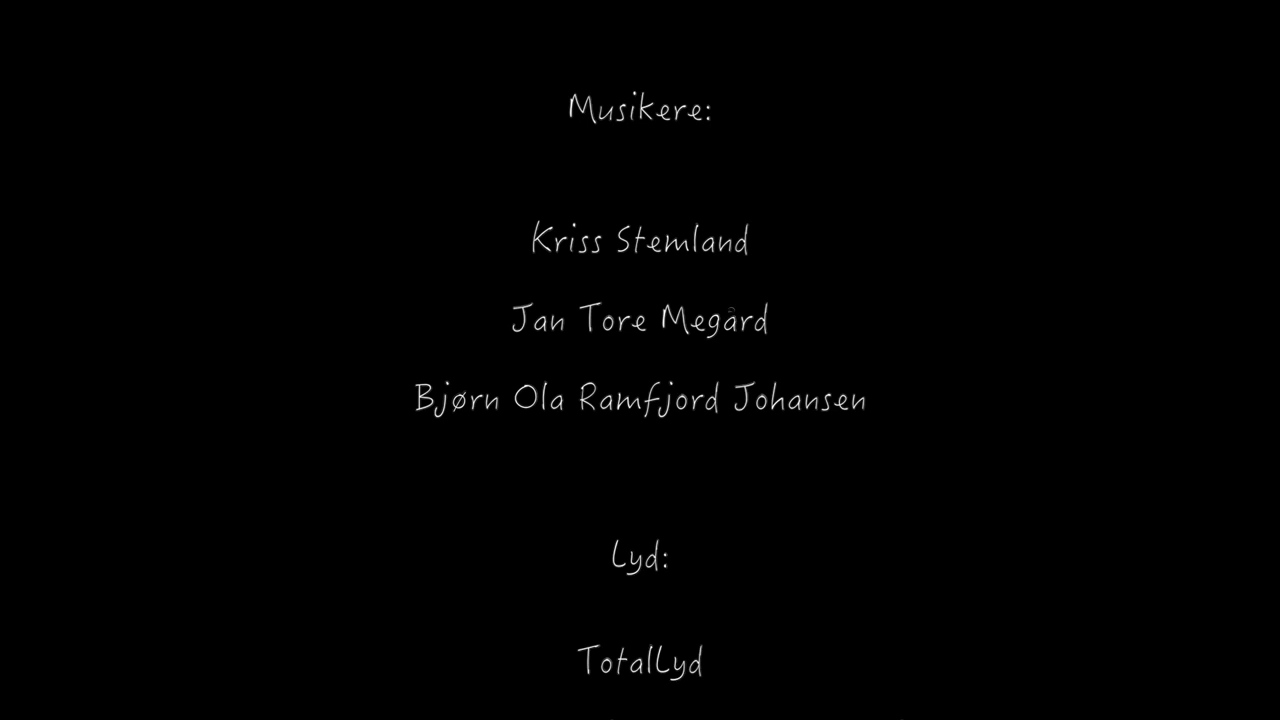 Musikere:
Kriss Stemland
Jan Tore Megård
Bjørn Ola Ramfjord Johansen
Lyd:
TotalLyd